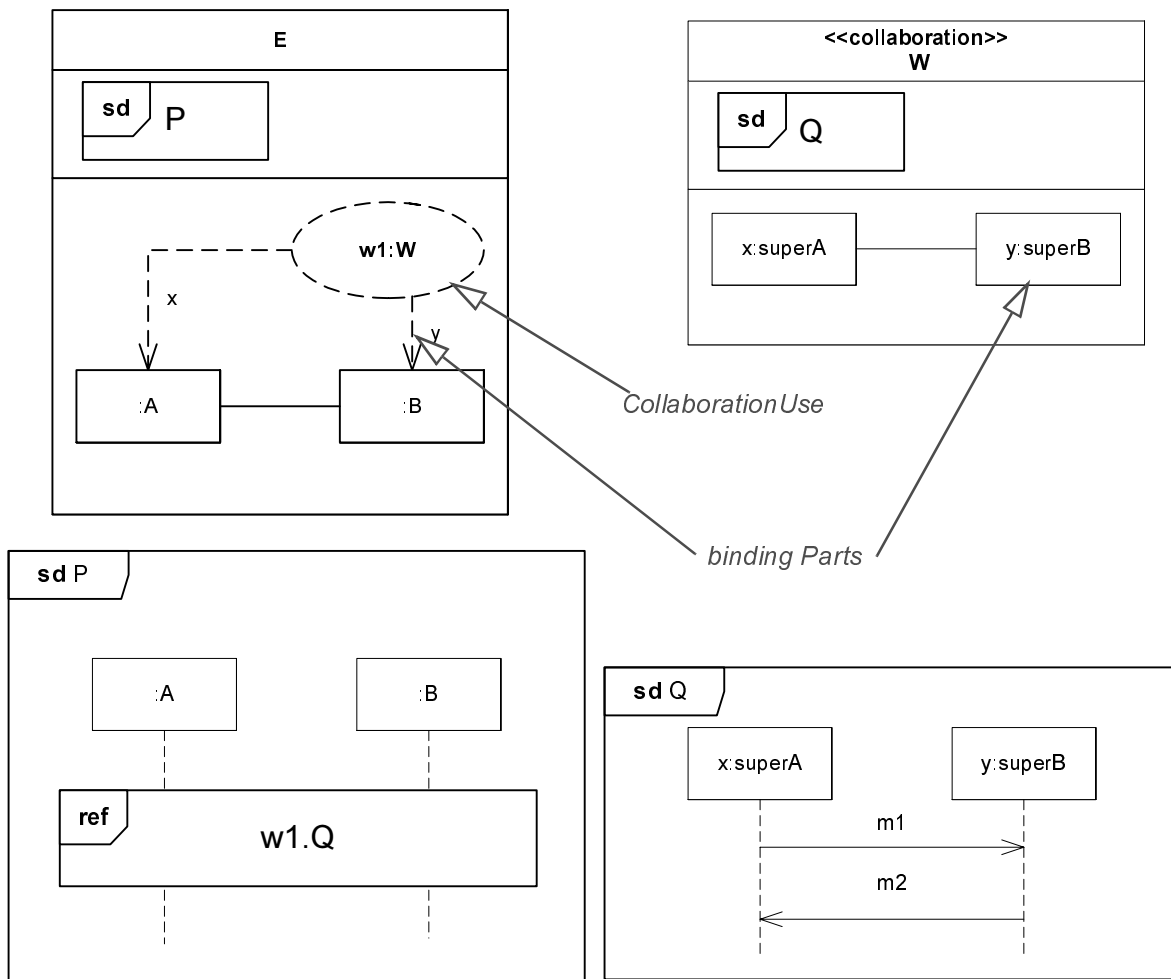 E
sd P
w1:W
x
y
:A
:B
<<collaboration>>
W
sd Q
x:superA
y:superB
CollaborationUse
binding Parts
sd P
:A
:B
ref
w1.Q
sd Q
x:superA
y:superB
m1
m2